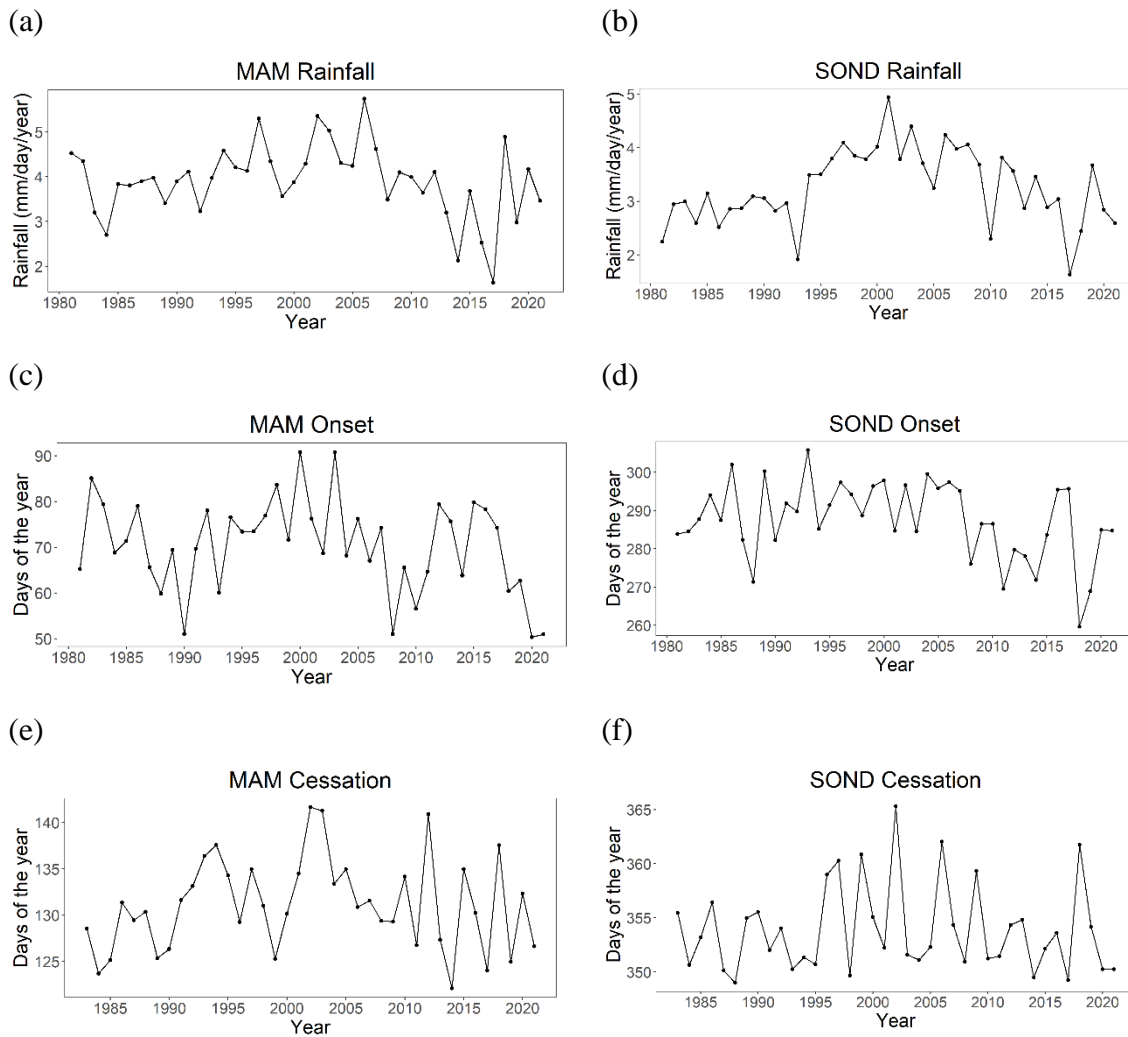 (a)
MAM Rainfall
Rainfall (mm/day/year)
5
4
3
2
1980 1985 1990 1995 2000 2005 2010 2015 2020
Year
(b)
SOND Rainfall
Rainfall (mm/day/year)
5
4
3
2
1980 1985 1990 1995 2000 2005 2010 2015 2020
Year
(c)
MAM Onset
Days of the year
90
80
70
60
50
1980 1985 1990 1995 2000 2005 2010 2015 2020
Year
(d)
SOND Onset
Days of the year
300
290
280
270
260
1980 1985 1990 1995 2000 2005 2010 2015 2020
Year
(e)
MAM Cessation
Days of the year
140
135
130
125
1985 1990 1995 2000 2005 2010 2015 2020
Year
(f)
SOND Cessation
Days of the year
365
360
355
350
1985 1990 1995 2000 2005 2010 2015 2020
Year